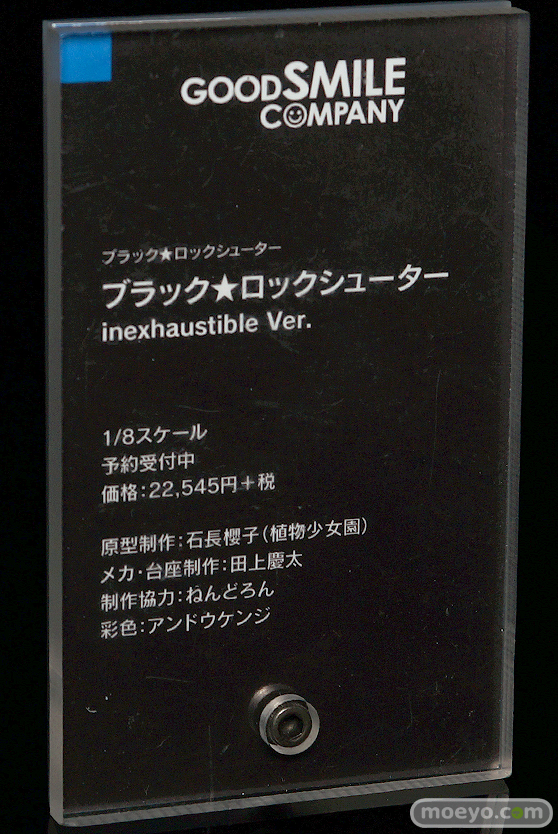 GOODSMILE
COMPANY
ブラック★ロックシューター
ブラック★ロックシューター
inexhaustible Ver.
1/8スケール
予約受付中
価格:22,545円+税
原型制作:石長櫻子(植物少女園)
メカ・台座制作:田上慶太
制作協力:ねんどろん
彩色:アンドウケンジ
moeyo.com